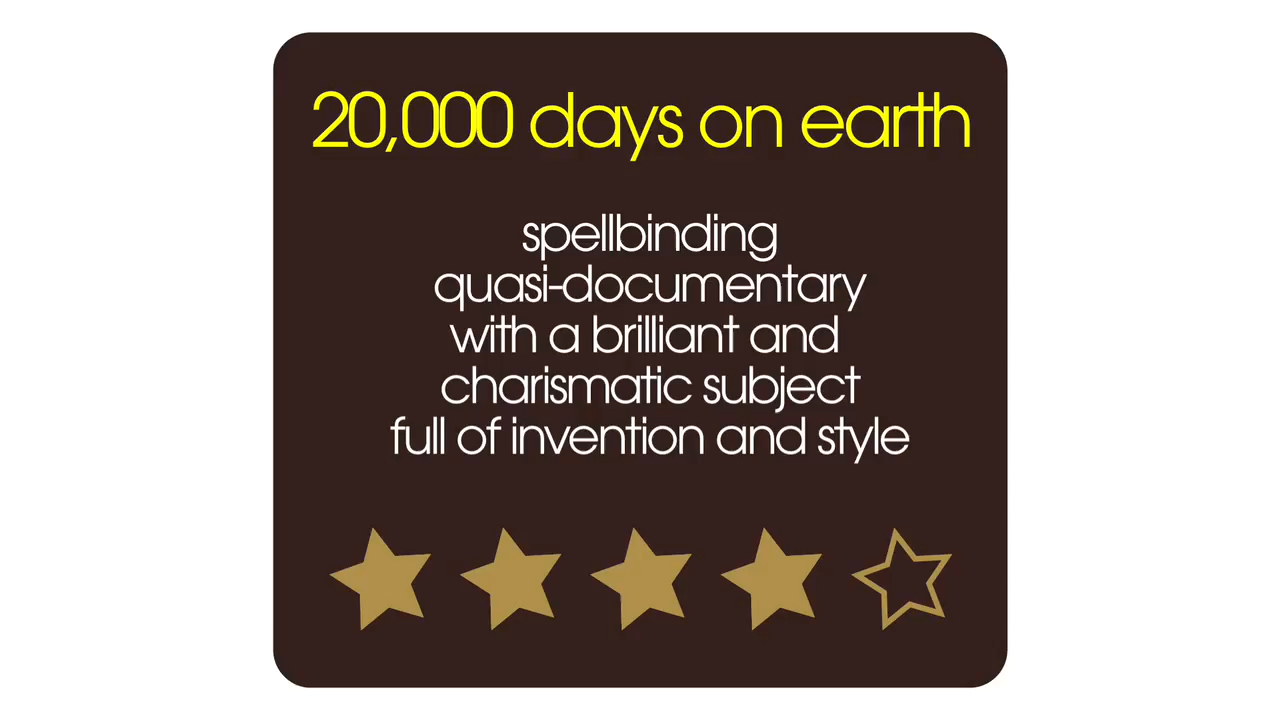 20,000 days on earth
spellbinding
quasi-documentary
with a brilliant and
charismatic subject
full of invention and style